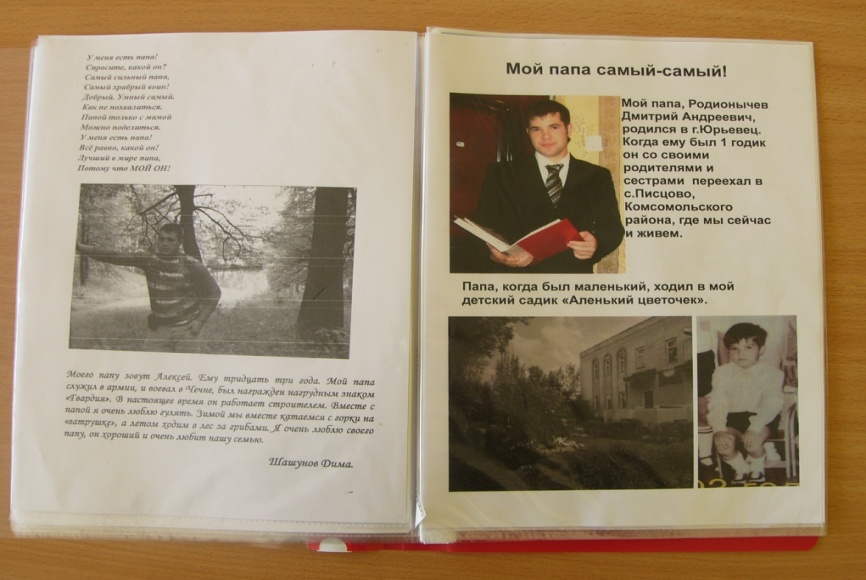 У меня есть папа!
Спросите, какой он?
Самый сильный папа,
Самый храбрый воин!
Добрый. Умный самый.
Как не похвалиться,
Папой только с мамой
Можно поделиться.
У меня есть папа!
Всё равно, какой он!
Лучший в мире папа,
Потому что МОЙ ОН!
Моего папу зовут Алексей. Ему тридцать три года. Мой папа
служил в армии, и воевал в Чечне, был награжден нагрудным знаком
«Гвардия». В настоящее время он работает строителем. Вместе с
папой я очень люблю гулять. Зимой мы вместе катаемся с горки на
«ватрушке», а летом ходим в лес за грибами. Я очень люблю своего
папу, он хороший и очень любит нашу семью.
Шашунов Дима.
Мой папа самый-самый!
Мой папа, Родионычев
Дмитрий Андреевич,
родился в г.Юрьевец.
Когда ему был 1 годик
он со своими
родителями и
сестрами переехал в
с.Писцово,
Комсомольского
района, где мы сейчас
и живем.
Папа, когда был маленький, ходил в мой
детский садик «Аленький цветочек».